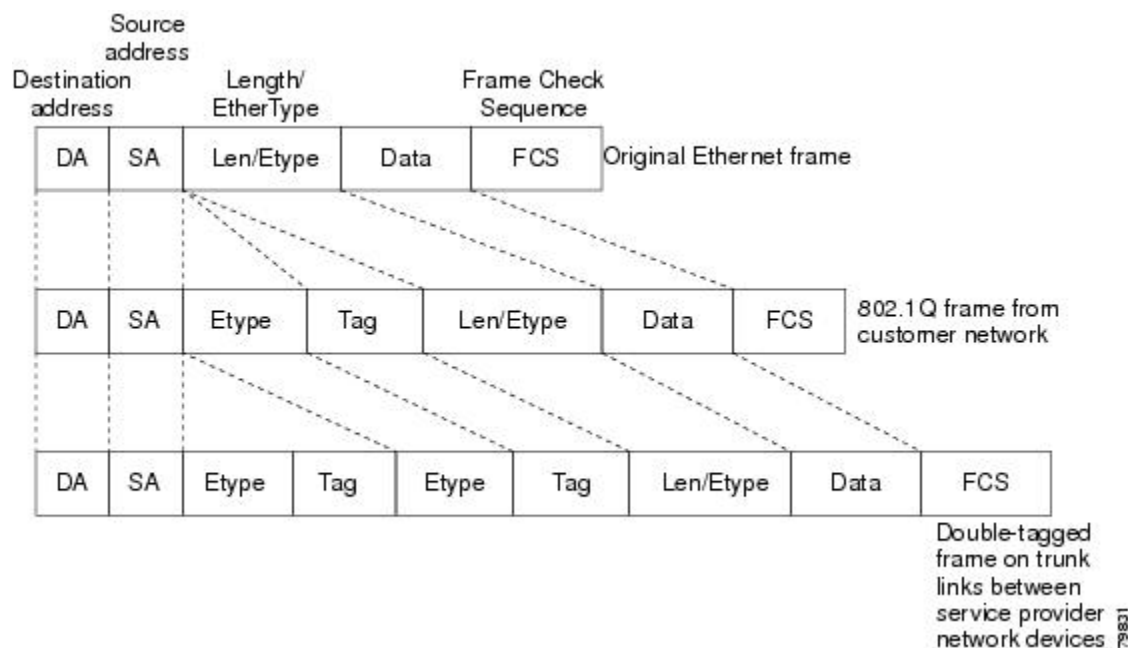 Source
address
Destination
address
Length/
EtherType
Frame Check
Sequence
DA SA Len/Etype Data FCS Original Ethernet frame
DA SA Etype Tag Len/Etype Data FCS
802.1Q frame from
customer network
DA SA Etype Tag Etype Tag Len/Etype Data FCS
Double-tagged
frame on trunk
links between
service provider
network devices
79831